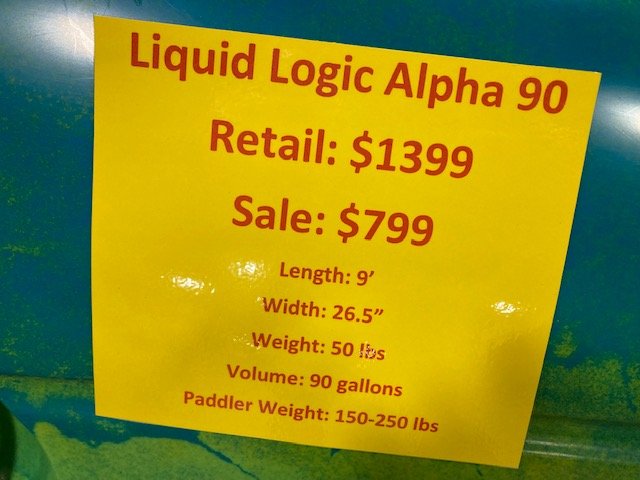 Liquid Logic Alpha 90
Retail: $1399
Sale: $799
Length: 9’
Width: 26.5”
Weight: 50 lbs
Volume: 90 gallons
Paddler Weight: 150-250 lbs